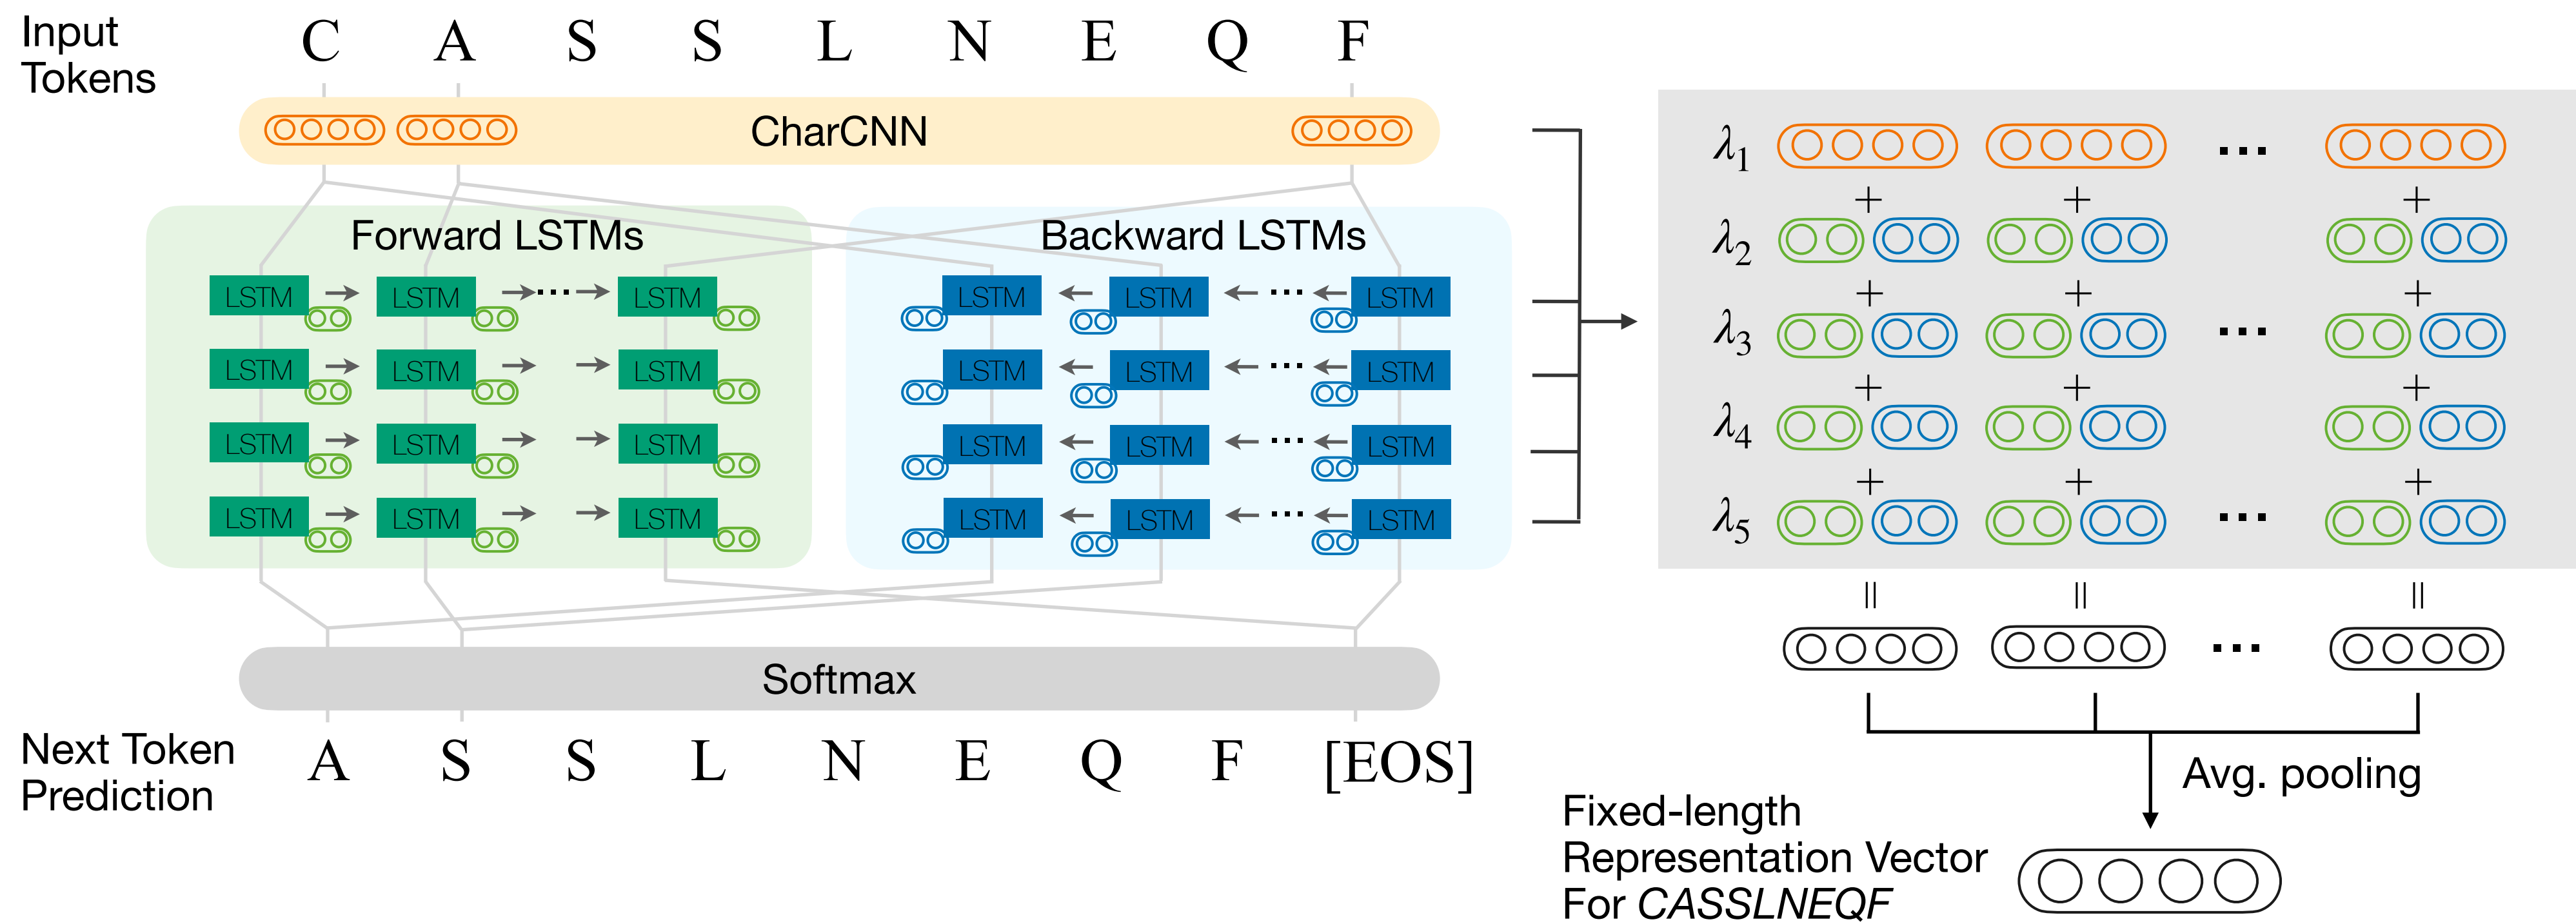 Input
Tokens
C A S S L N E Q F
CharCNN
Forward LSTMs
Backward LSTMs
LSTM LSTM ... LSTM LSTM LSTM ... LSTM
LSTM LSTM LSTM LSTM LSTM ... LSTM
LSTM LSTM LSTM LSTM LSTM ... LSTM
LSTM LSTM LSTM LSTM LSTM ... LSTM
Softmax
Next Token
Prediction
A S S L N E Q F [EOS]
λ1 ...
+ + +
λ2
+ + +
λ3 ...
+ + +
λ4
+ + +
λ5 ...
= = =
...
Avg. pooling
Fixed-length
Representation Vector
For CASSLNEQF